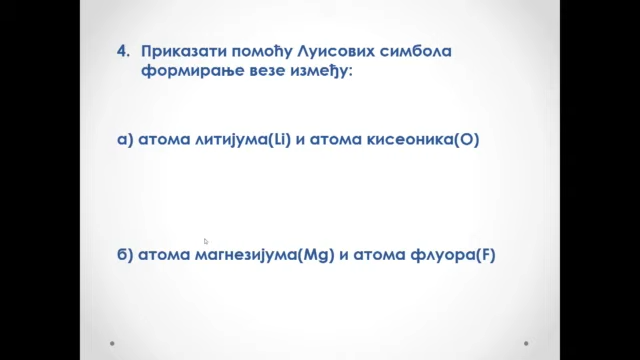 4. Приказати помоћу Луисових симбола
формирање везе између:
а) атома литијума(Li) и атома кисеоника(O)
б) атома магнезијума(Mg) и атома флуора(F)